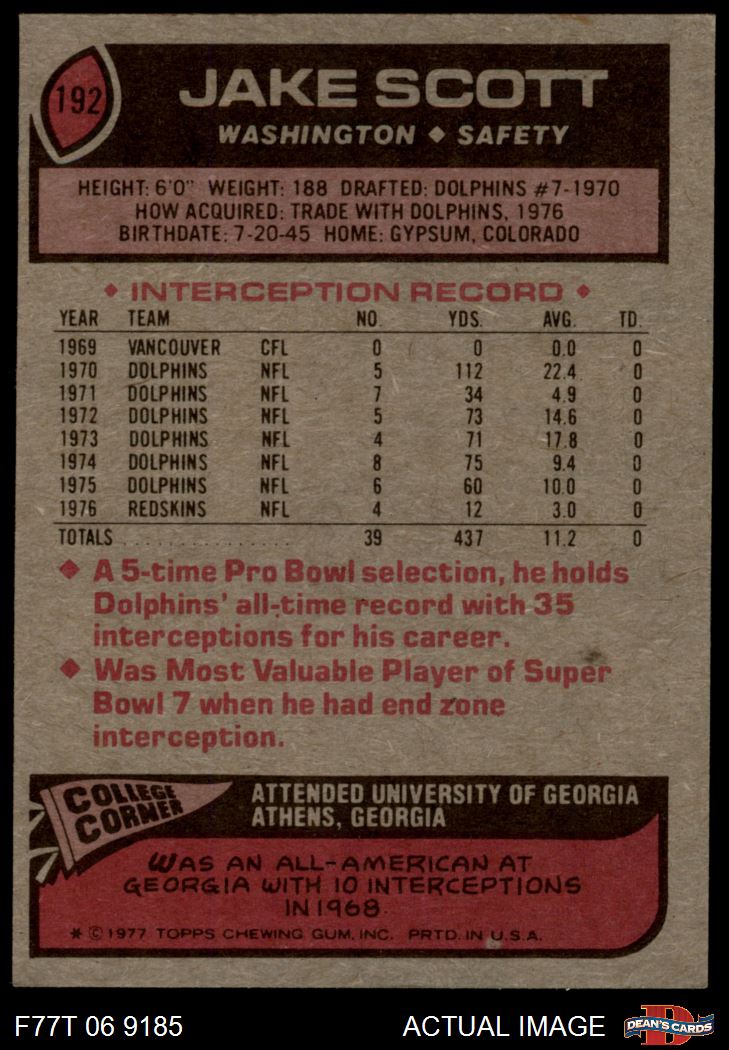 192
JAKE SCOTT
WASHINGTON ◆ SAFETY
HEIGHT: 6'0" WEIGHT: 188 DRAFTED: DOLPHINS #7-1970
HOW ACQUIRED: TRADE WITH DOLPHINS, 1976
BIRTHDATE: 7-20-45 HOME: GYPSUM, COLORADO
◆ INTERCEPTION RECORD ◆
YEAR TEAM NO. YDS. AVG. TD.
1969 VANCOUVER CFL 0 0 0.0 0
1970 DOLPHINS NFL 5 112 22.4 0
1971 DOLPHINS NFL 7 34 4.9 0
1972 DOLPHINS NFL 5 73 14.6 0
1973 DOLPHINS NFL 4 71 17.8 0
1974 DOLPHINS NFL 8 75 9.4 0
1975 DOLPHINS NFL 6 60 10.0 0
1976 REDSKINS NFL 4 12 3.0 0
TOTALS ................ 39 437 11.2 0
◆ A 5-time Pro Bowl selection, he holds
Dolphins' all-time record with 35
interceptions for his career.
◆ Was Most Valuable Player of Super
Bowl 7 when he had end zone
interception.
COLLEGE
CORNER
ATTENDED UNIVERSITY OF GEORGIA
ATHENS, GEORGIA
WAS AN ALL-AMERICAN AT
GEORGIA WITH 10 INTERCEPTIONS
IN 1968.
* © 1977 TOPPS CHEWING GUM, INC. PRTD. IN U.S.A.
F77T 06 9185 ACTUAL IMAGE
D
DEAN'S CARDS